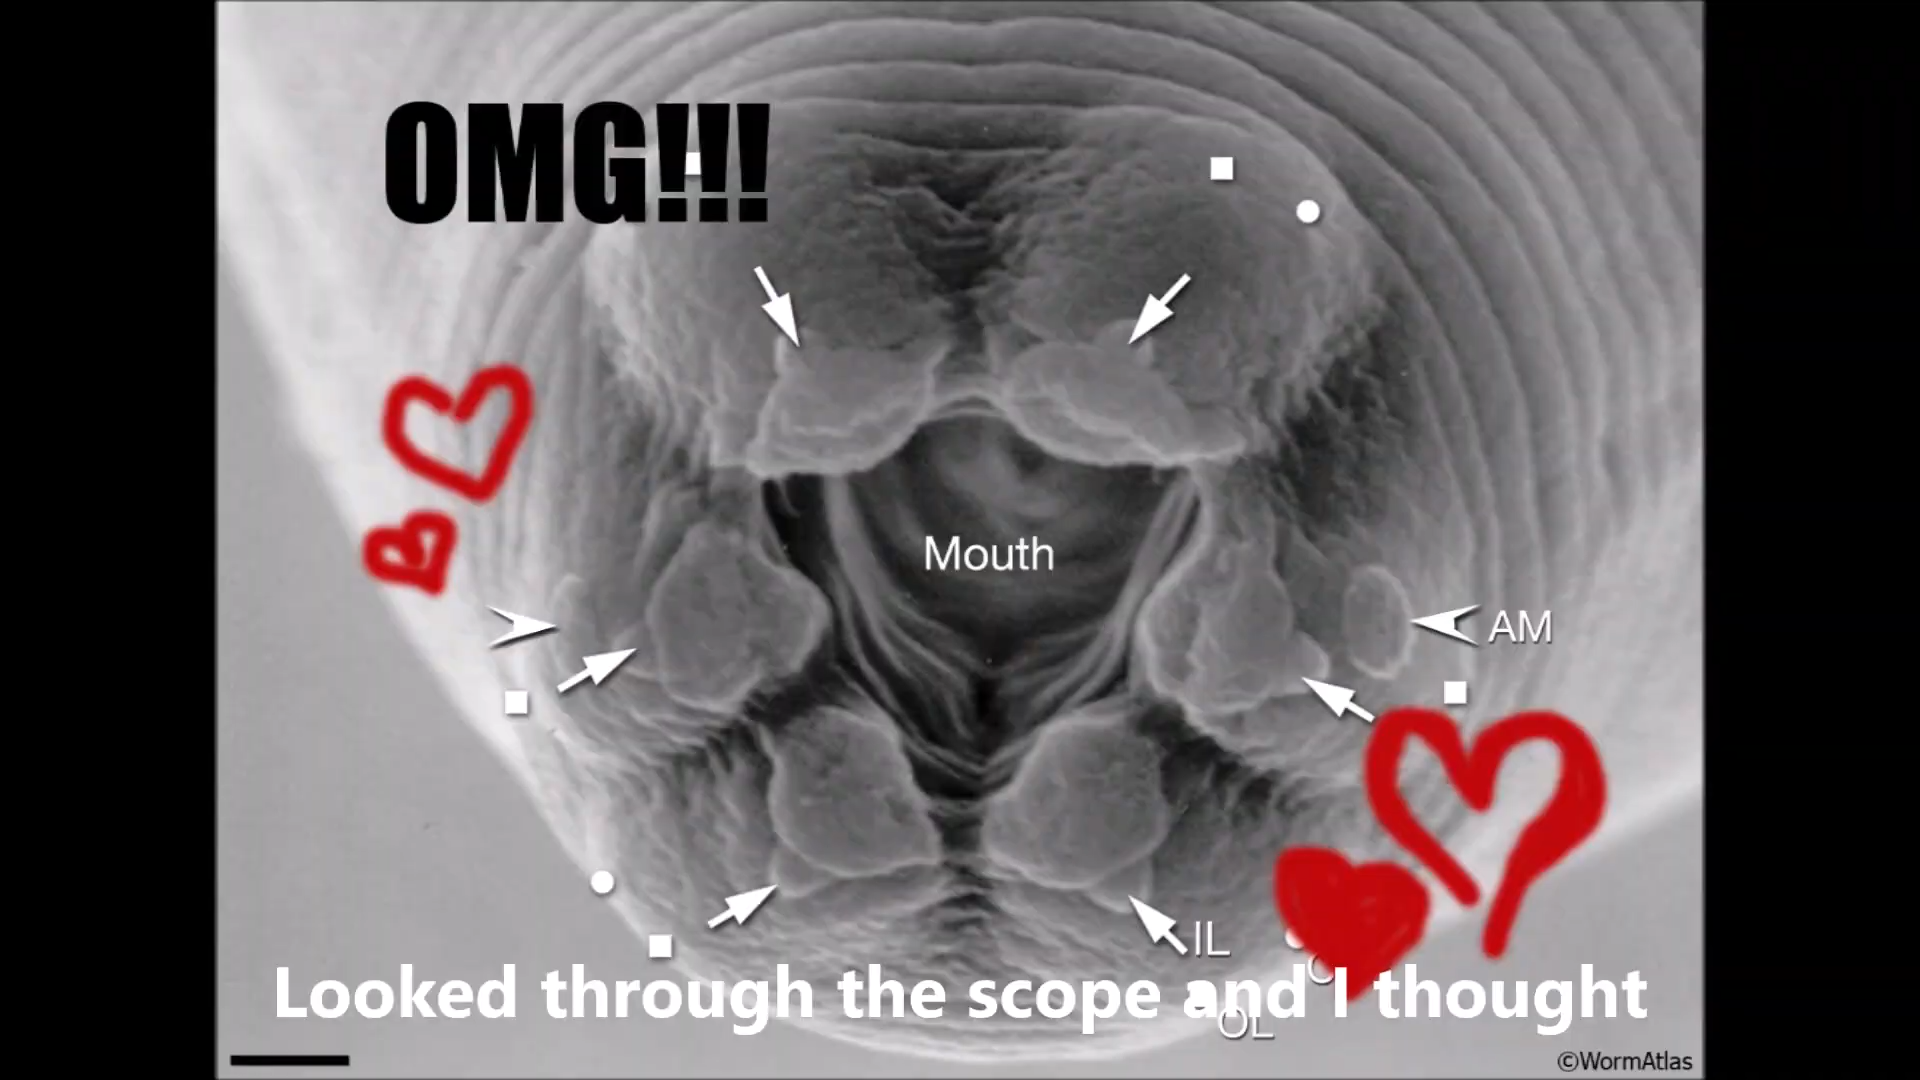 OMG!!!
Mouth
AM
IL
Looked through the scope and I thought
OL
©WormAtlas